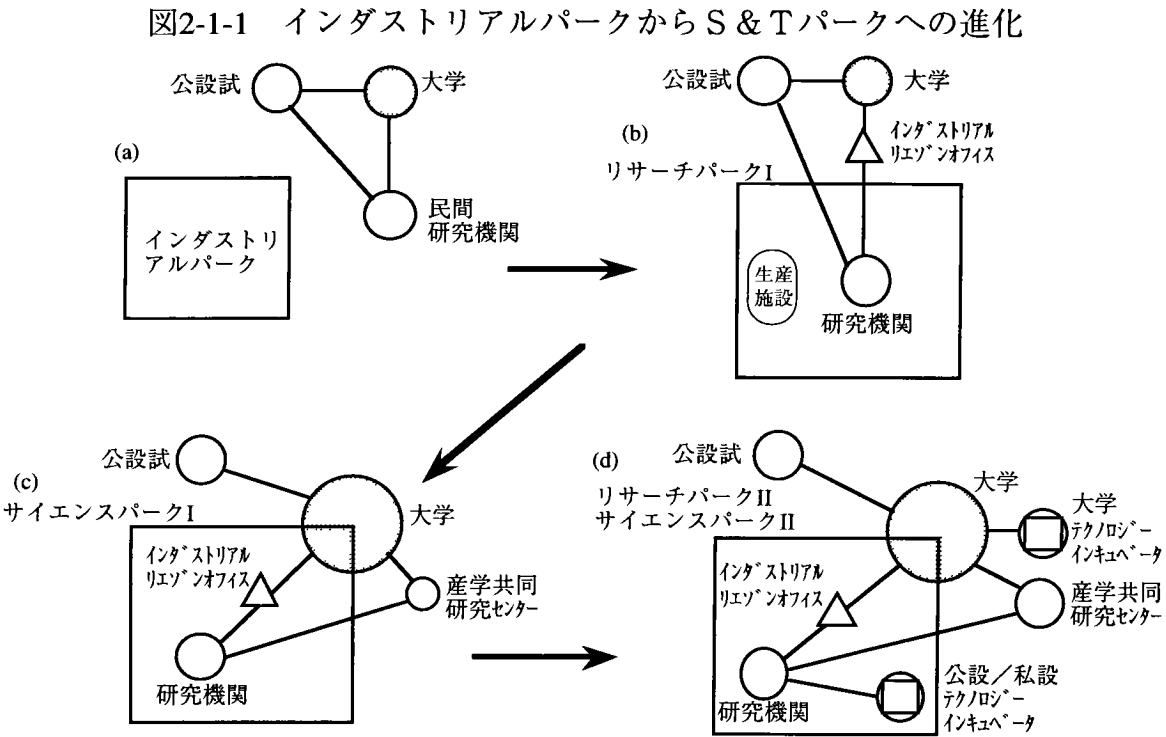 図2-1-1　インダストリアルパークからS＆Tパークへの進化
公設試
大学
(a)
インダストリ
アルパーク
民間
研究機関
公設試
大学
(b)
インダストリアル
リエゾンオフィス
リサーチパークI
生産
施設
研究機関
公設試
(c)
サイエンスパークI
大学
インダストリアル
リエゾンオフィス
産学共同
研究センター
研究機関
公設試
(d)
リサーチパークII
サイエンスパークII
大学
大学
テクノロジー
インキュベータ
インダストリアル
リエゾンオフィス
産学共同
研究センター
研究機関
公設／私設
テクノロジー
インキュベータ